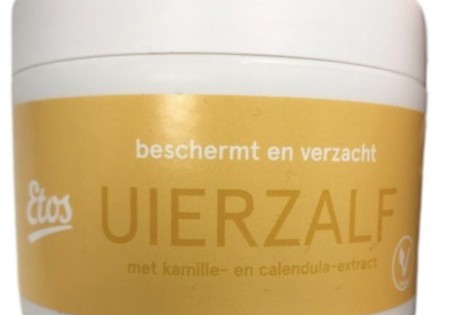 beschermt en verzacht
Etos
UIERZALF
met kamille- en calendula-extract